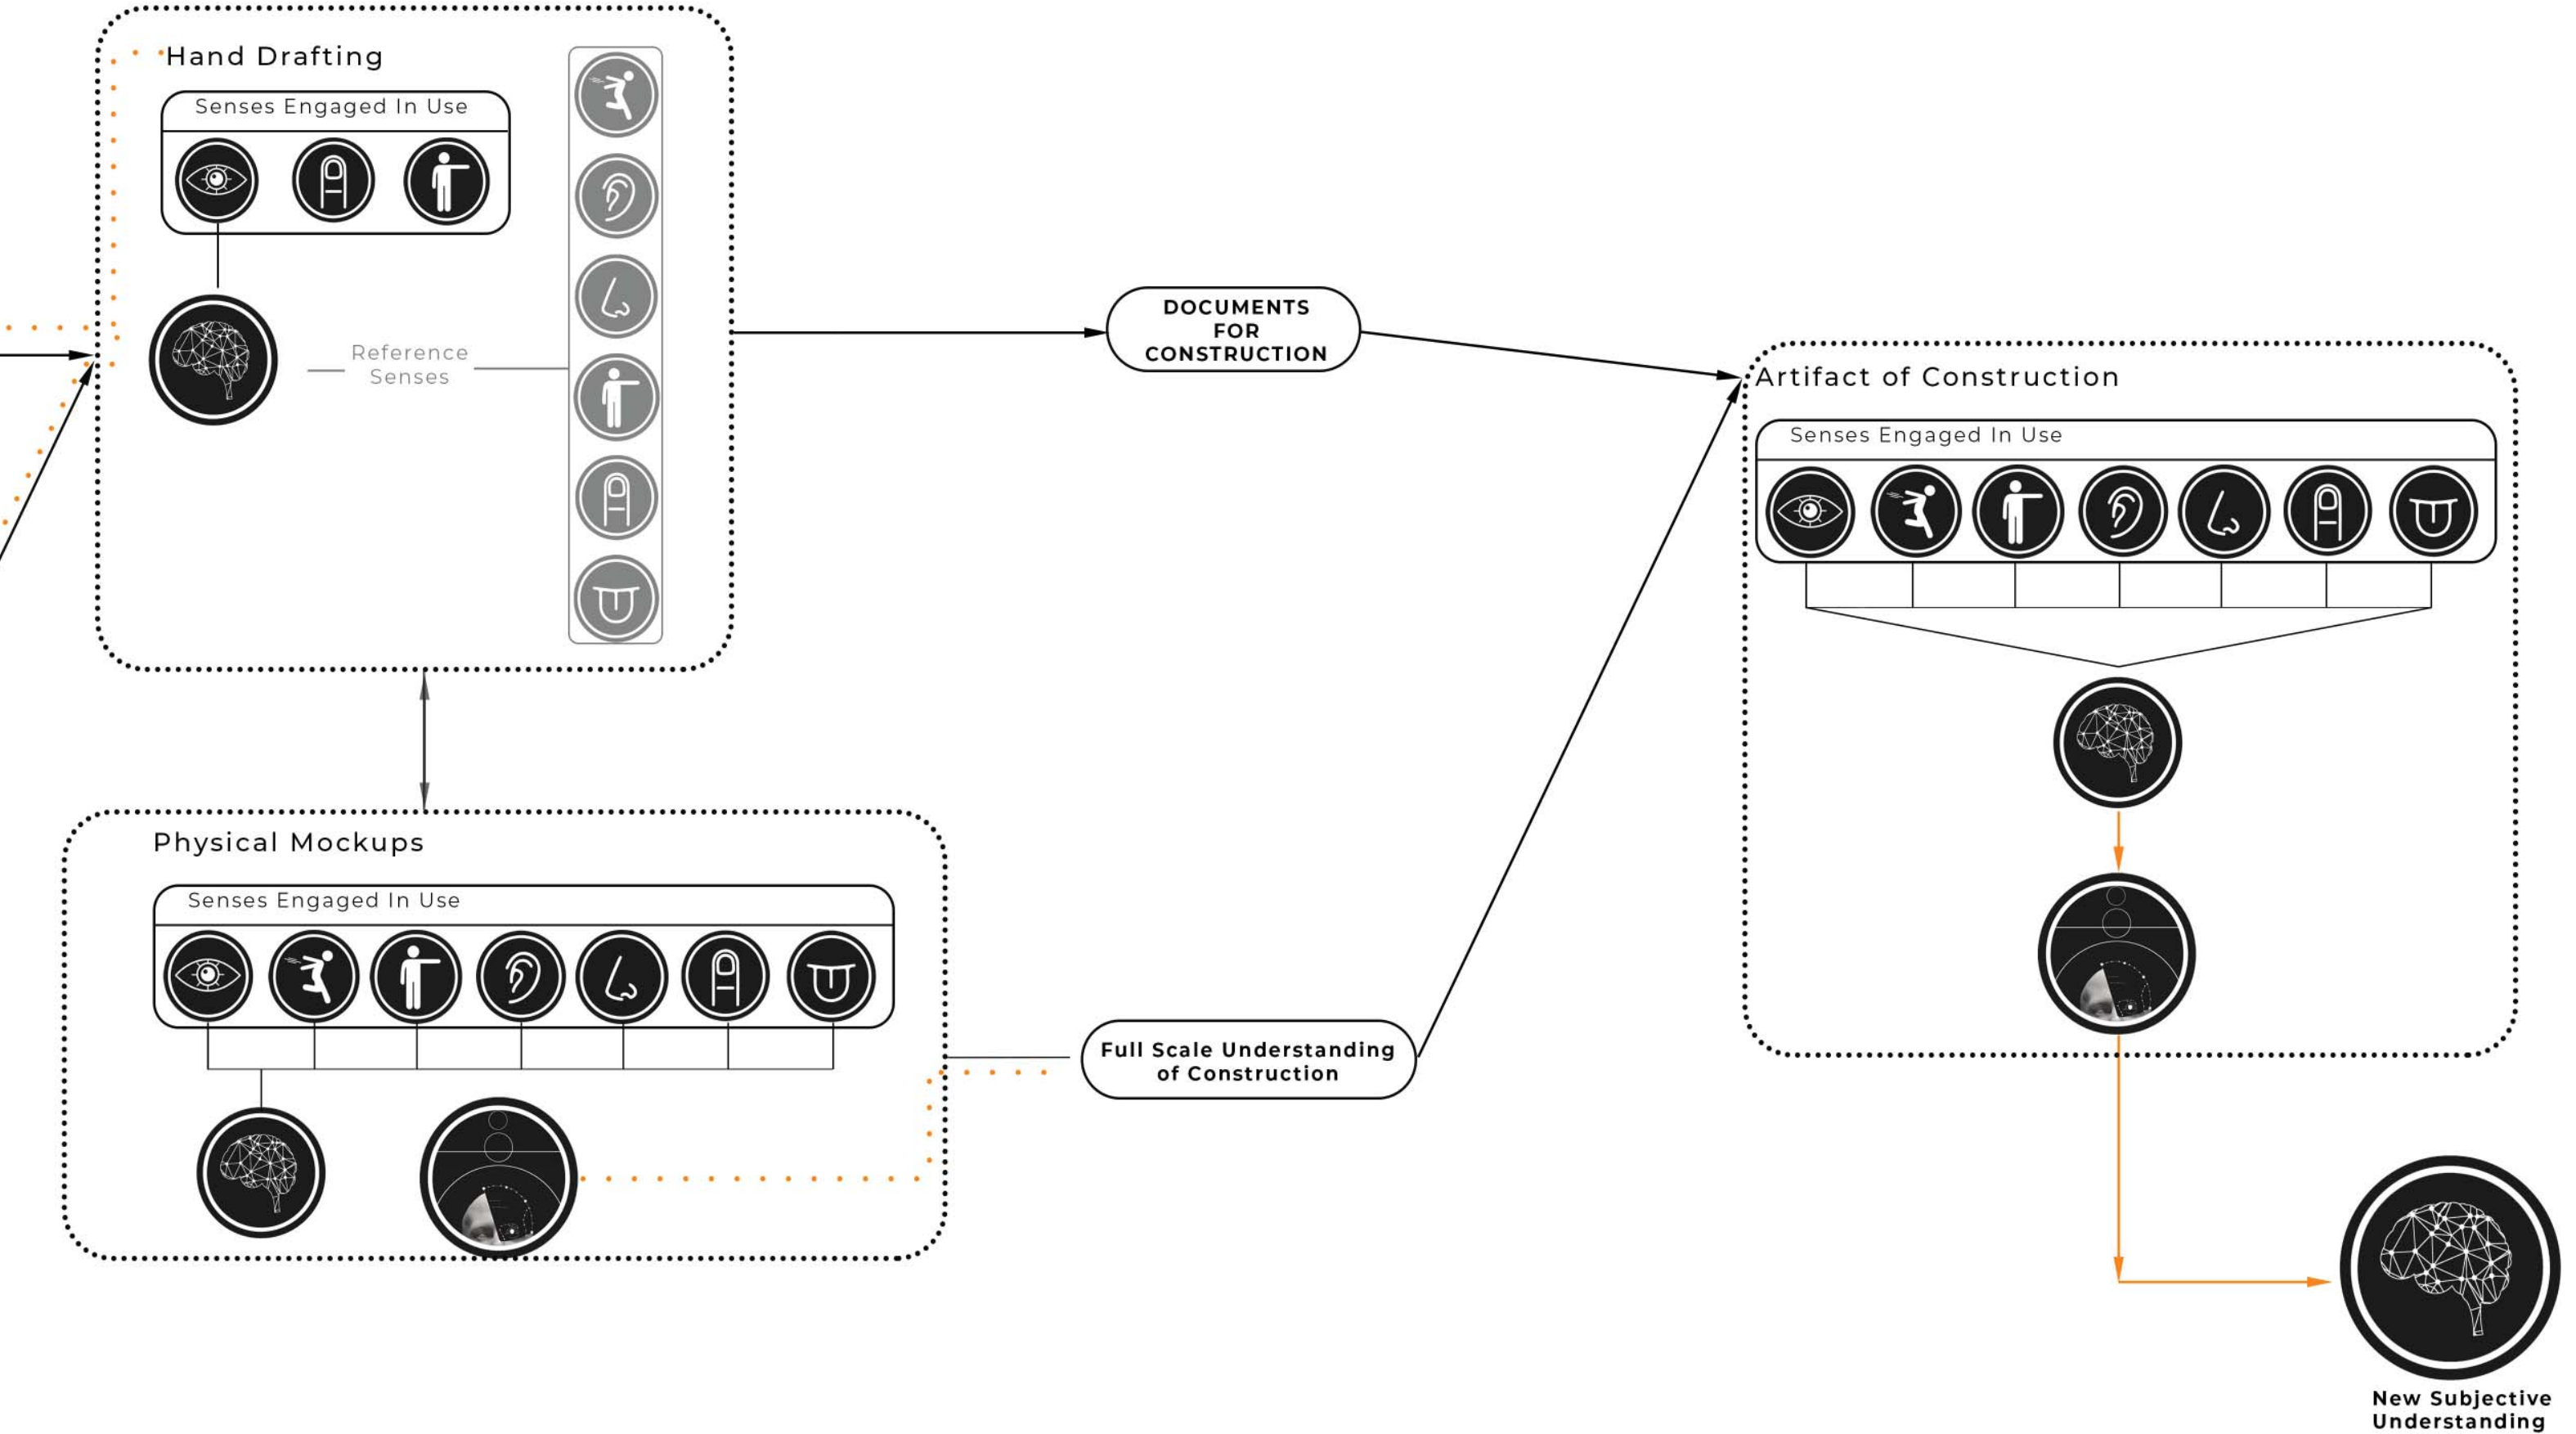 Hand Drafting
Senses Engaged In Use
Reference
Senses
DOCUMENTS
FOR
CONSTRUCTION
Artifact of Construction
Senses Engaged In Use
Physical Mockups
Senses Engaged In Use
Full Scale Understanding
of Construction
New Subjective
Understanding